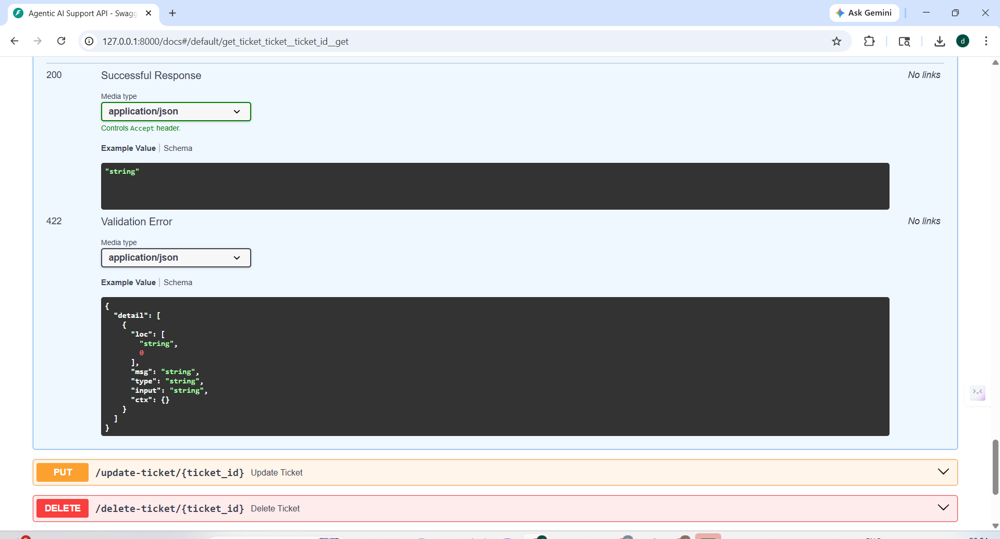 Agentic AI Support API - Swagg
Ask Gemini
127.0.0.1:8000/docs#/default/get_ticket_ticket__ticket_id__get
d
200 Successful Response No links
Media type
application/json
Controls Accept header.
Example Value Schema
"string"
422 Validation Error No links
Media type
application/json
Example Value Schema
{
"detail": [
{
"loc": [
"string",
0
],
"msg": "string",
"type": "string",
"input": "string",
"ctx": {}
}
]
}
PUT /update-ticket/{ticket_id} Update Ticket
DELETE /delete-ticket/{ticket_id} Delete Ticket